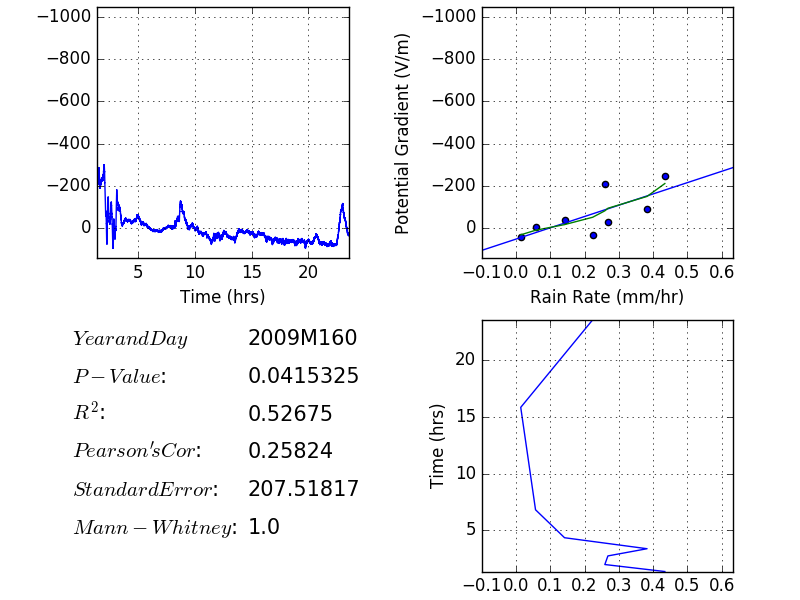 −1000
−800
−600
−400
−200
0
5 10 15 20
Time (hrs)
Potential Gradient (V/m)
−1000
−800
−600
−400
−200
0
−0.1 0.0 0.1 0.2 0.3 0.4 0.5 0.6
Rain Rate (mm/hr)
YearandDay 2009M160
P−Value: 0.0415325
R²: 0.52675
Pearson'sCor: 0.25824
StandardError: 207.51817
Mann−Whitney: 1.0
Time (hrs)
20
15
10
5
−0.1 0.0 0.1 0.2 0.3 0.4 0.5 0.6